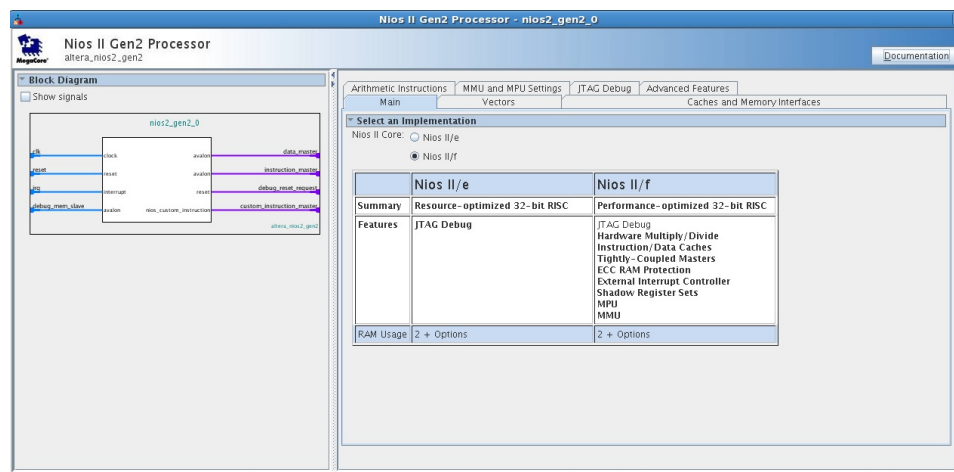 Nios II Gen2 Processor - nios2_gen2_0
Nios II Gen2 Processor
altera_nios2_gen2
MegaCore'
Documentation
Block Diagram
Show signals
nios2_gen2_0
clk
clock
avalon
data_master
reset
reset
avalon
instruction_master
irq
interrupt
reset
debug_reset_request
debug_mem_slave
avalon
nios_custom_instruction
custom_instruction_master
altera_nios2_gen2
Arithmetic Instructions
MMU and MPU Settings
JTAG Debug
Advanced Features
Main
Vectors
Caches and Memory Interfaces
Select an Implementation
Nios II Core:
Nios II/e
Nios II/f
Nios II/e Nios II/f
Summary Resource-optimized 32-bit RISC Performance-optimized 32-bit RISC
Features JTAG Debug JTAG Debug
Hardware Multiply/Divide
Instruction/Data Caches
Tightly-Coupled Masters
ECC RAM Protection
External Interrupt Controller
Shadow Register Sets
MPU
MMU
RAM Usage 2 + Options 2 + Options